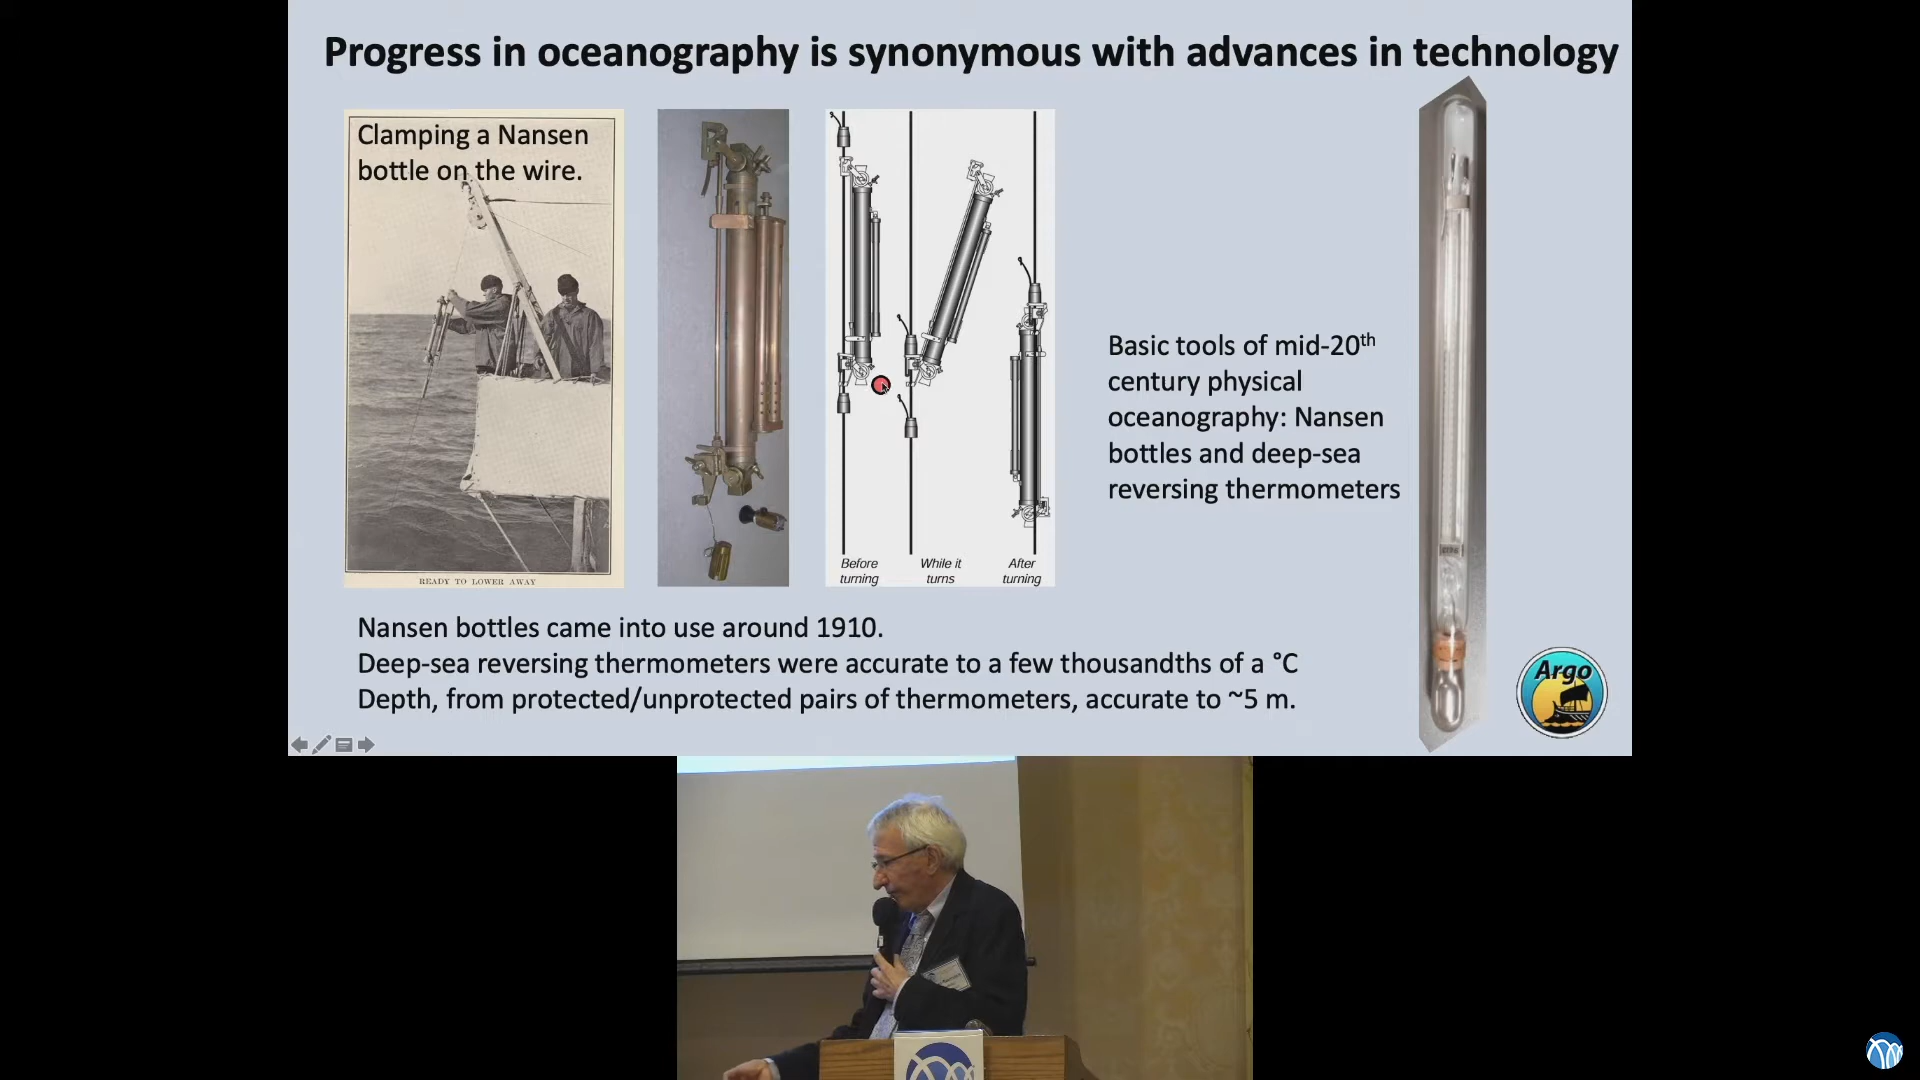 Progress in oceanography is synonymous with advances in technology
Clamping a Nansen
bottle on the wire.
READY TO LOWER AWAY
Before
turning
While it
turns
After
turning
Basic tools of mid-20th
century physical
oceanography: Nansen
bottles and deep-sea
reversing thermometers
Nansen bottles came into use around 1910.
Deep-sea reversing thermometers were accurate to a few thousandths of a °C
Depth, from protected/unprotected pairs of thermometers, accurate to ~5 m.
Argo